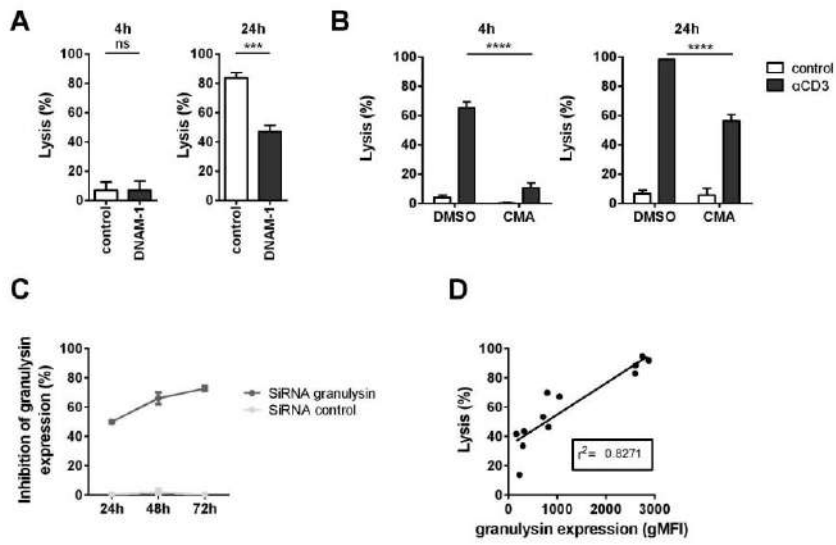 A
4h
ns
Lysis (%)
100
80
60
40
20
0
control
DNAM-1
24h
***
Lysis (%)
100
80
60
40
20
0
control
DNAM-1
B
4h
****
Lysis (%)
100
80
60
40
20
0
DMSO
CMA
24h
****
Lysis (%)
100
80
60
40
20
0
DMSO
CMA
control
αCD3
C
Inhibition of granulysin
expression (%)
100
80
60
40
20
0
24h
48h
72h
SiRNA granulysin
SiRNA control
D
Lysis (%)
100
80
60
40
20
0
r²= 0.8271
0
1000
2000
3000
granulysin expression (gMFI)